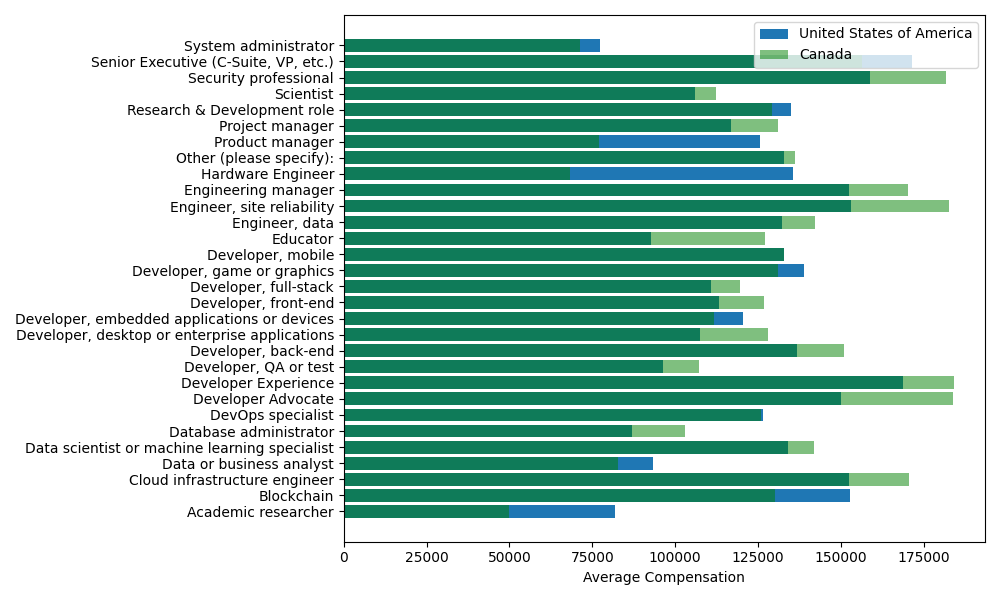 United States of America
Canada
System administrator
Senior Executive (C-Suite, VP, etc.)
Security professional
Scientist
Research & Development role
Project manager
Product manager
Other (please specify):
Hardware Engineer
Engineering manager
Engineer, site reliability
Engineer, data
Educator
Developer, mobile
Developer, game or graphics
Developer, full-stack
Developer, front-end
Developer, embedded applications or devices
Developer, desktop or enterprise applications
Developer, back-end
Developer, QA or test
Developer Experience
Developer Advocate
DevOps specialist
Database administrator
Data scientist or machine learning specialist
Data or business analyst
Cloud infrastructure engineer
Blockchain
Academic researcher
0 25000 50000 75000 100000 125000 150000 175000
Average Compensation